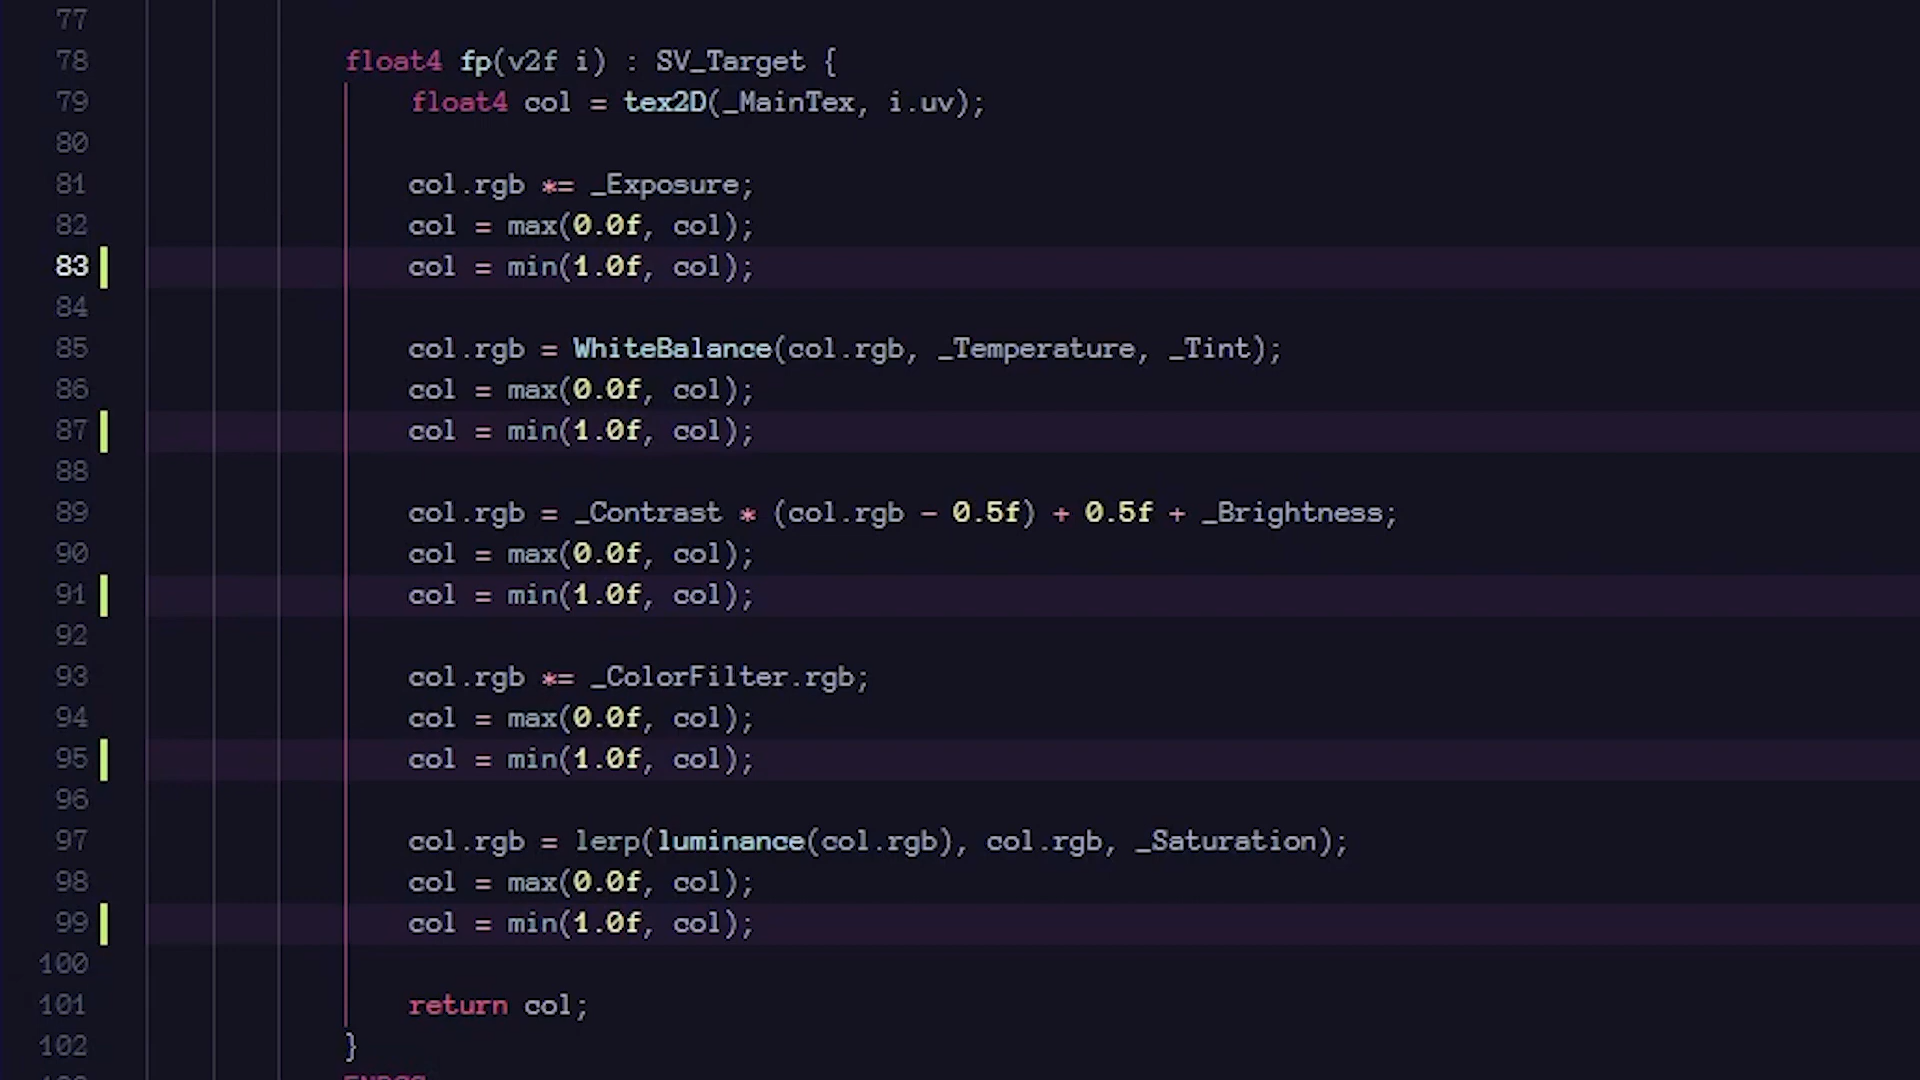 77
78 float4 fp(v2f i) : SV_Target {
79 float4 col = tex2D(_MainTex, i.uv);
80
81 col.rgb *= _Exposure;
82 col = max(0.0f, col);
83 col = min(1.0f, col);
84
85 col.rgb = WhiteBalance(col.rgb, _Temperature, _Tint);
86 col = max(0.0f, col);
87 col = min(1.0f, col);
88
89 col.rgb = _Contrast * (col.rgb - 0.5f) + 0.5f + _Brightness;
90 col = max(0.0f, col);
91 col = min(1.0f, col);
92
93 col.rgb *= _ColorFilter.rgb;
94 col = max(0.0f, col);
95 col = min(1.0f, col);
96
97 col.rgb = lerp(luminance(col.rgb), col.rgb, _Saturation);
98 col = max(0.0f, col);
99 col = min(1.0f, col);
100
101 return col;
102 }